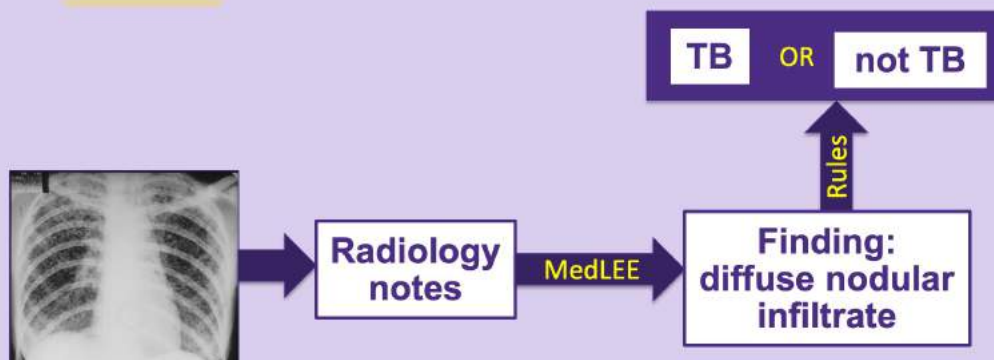 TB OR not TB
Rules
Radiology
notes
MedLEE
Finding:
diffuse nodular
infiltrate